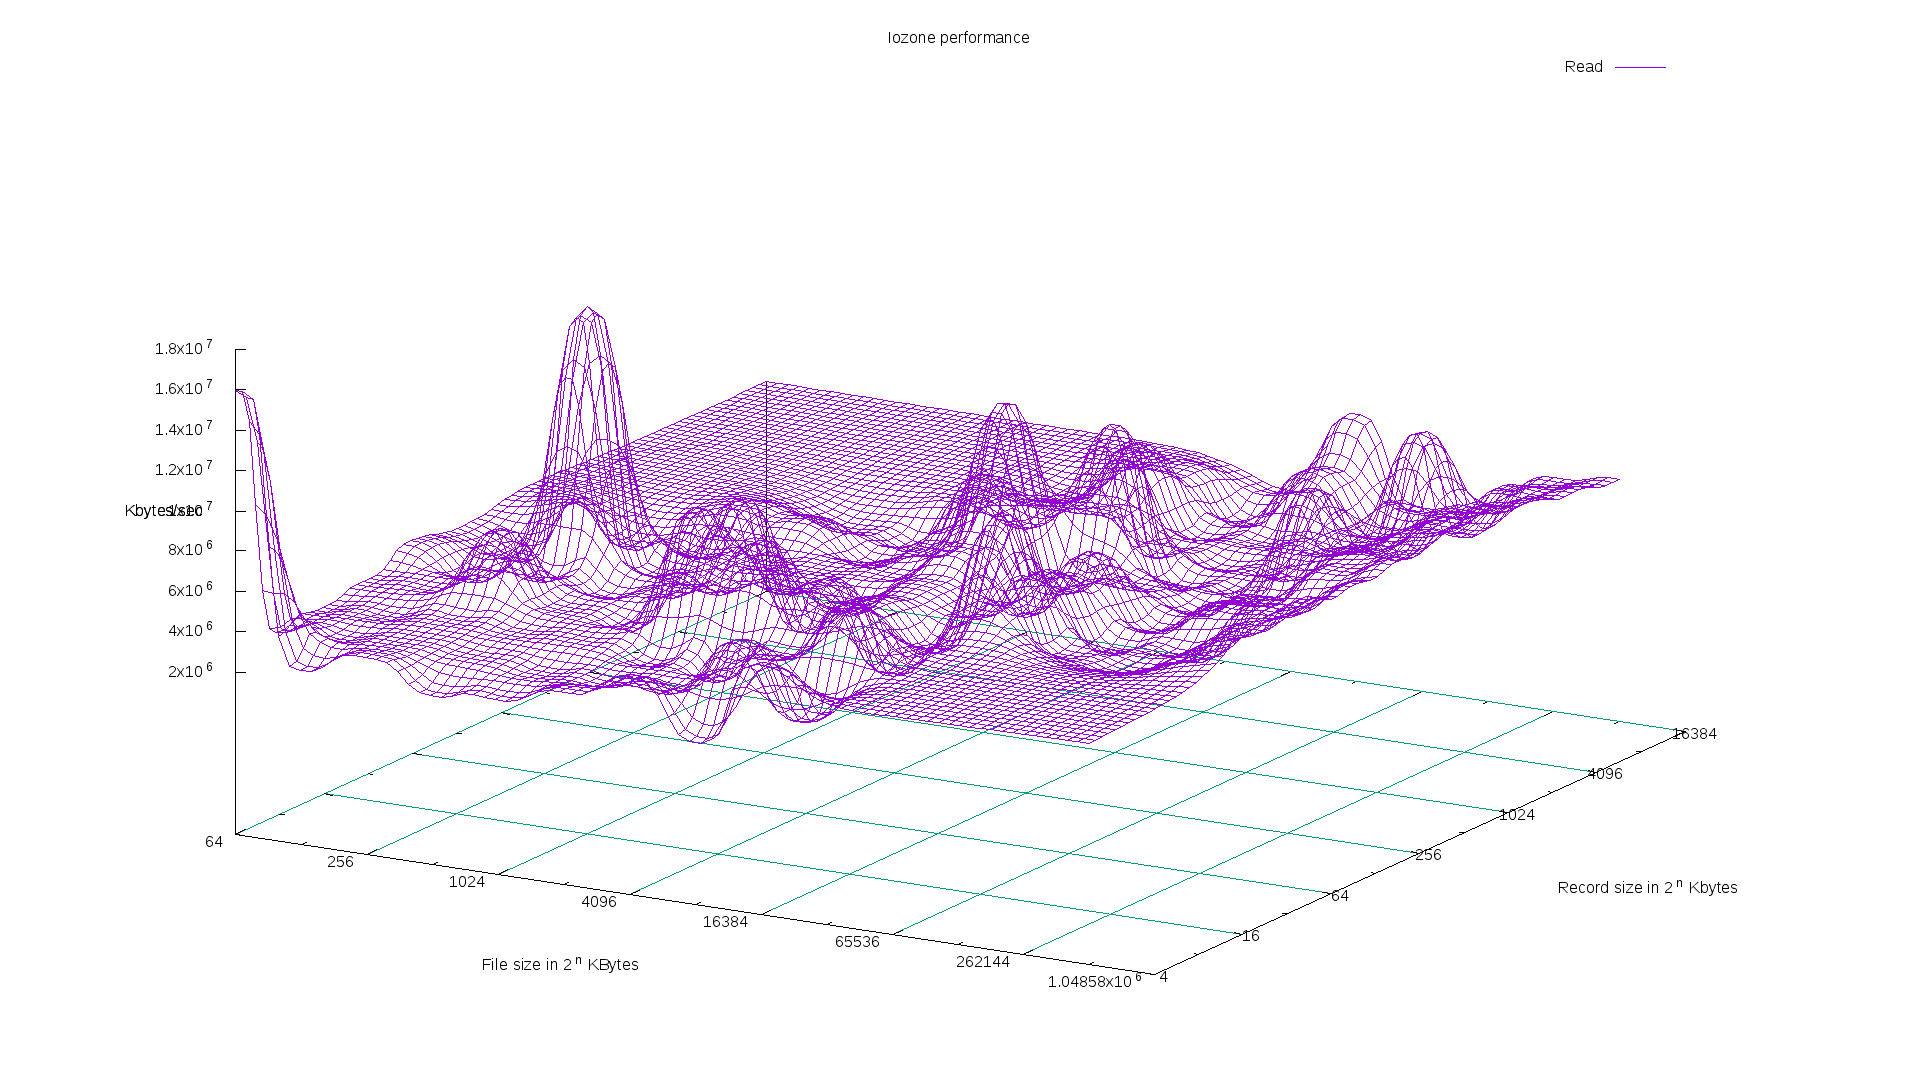 Iozone performance
Read
1.8x10 7
1.6x10 7
1.4x10 7
1.2x10 7
Kbytes/sec
1x10 7
8x10 6
6x10 6
4x10 6
2x10 6
64
256
1024
4096
16384
65536
262144
1.04858x10 6
4
16
64
256
1024
4096
16384
File size in 2 n KBytes
Record size in 2 n Kbytes